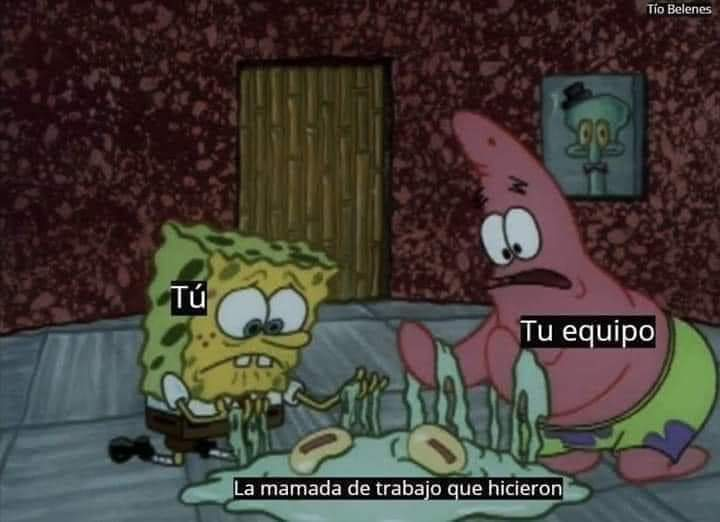 Tío Belenes
Tú
Tu equipo
La mamada de trabajo que hicieron